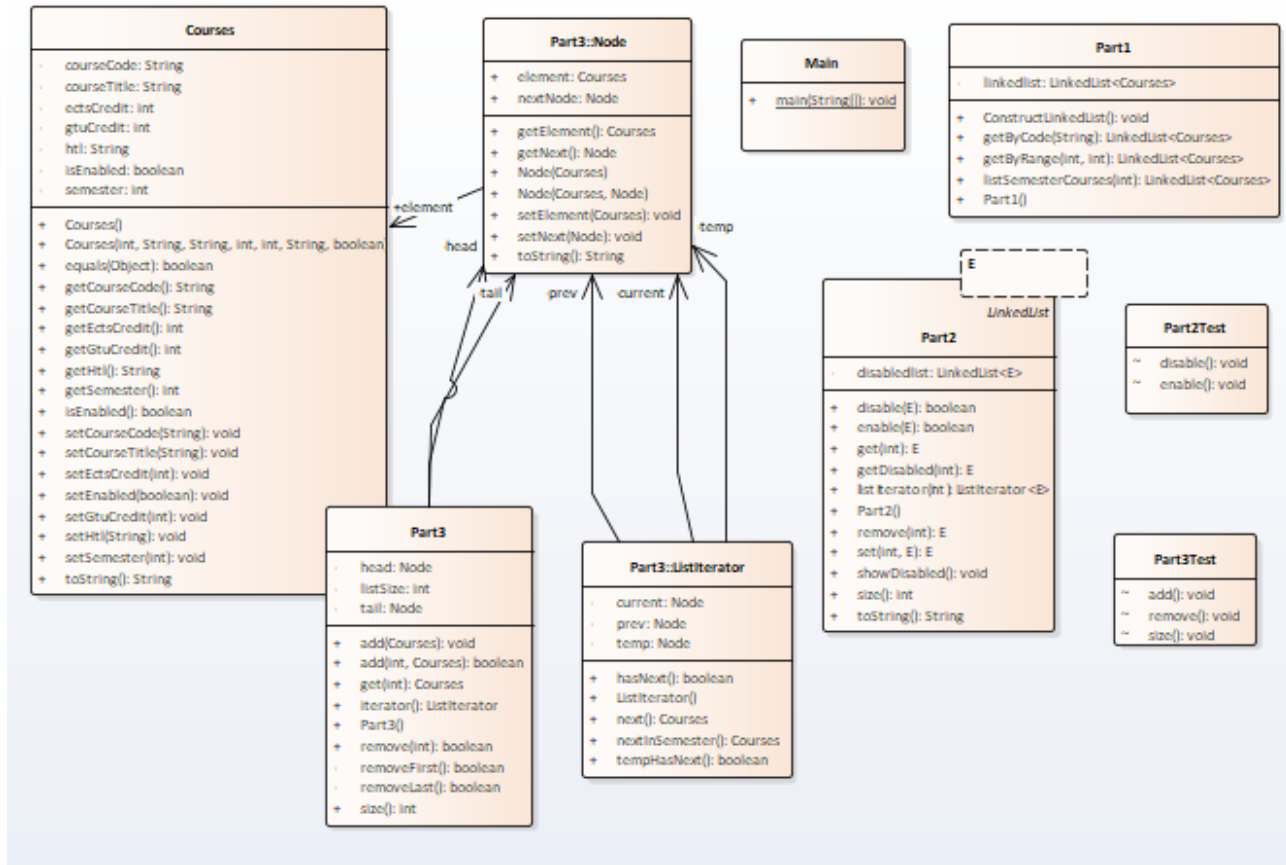 Courses
courseCode: String
courseTitle: String
ectsCredit: int
gtuCredit: int
htl: String
isEnabled: boolean
semester: int
+ Courses()
+ Courses(int, String, String, int, int, String, boolean)
+ equals(Object): boolean
+ getCourseCode(): String
+ getCourseTitle(): String
+ getEctsCredit(): int
+ getGtuCredit(): int
+ getHtl(): String
+ getSemester(): int
+ isEnabled(): boolean
+ setCourseCode(String): void
+ setCourseTitle(String): void
+ setEctsCredit(int): void
+ setEnabled(boolean): void
+ setGtuCredit(int): void
+ setHtl(String): void
+ setSemester(int): void
+ toString(): String
Part3::Node
+ element: Courses
+ nextNode: Node
+ getElement(): Courses
+ getNext(): Node
+ Node(Courses)
+ Node(Courses, Node)
+ setElement(Courses): void
+ setNext(Node): void
+ toString(): String
Main
+ main(String[]): void
Part1
linkedlist: LinkedList<Courses>
+ ConstructLinkedList(): void
+ getByCode(String): LinkedList<Courses>
+ getByRange(int, int): LinkedList<Courses>
+ listSemesterCourses(int): LinkedList<Courses>
+ Part1()
+element
-head
-tail
-prev
-current
-temp
E
LinkedList
Part2
disabledlist: LinkedList<E>
+ disable(E): boolean
+ enable(E): boolean
+ get(int): E
+ getDisabled(int): E
+ listIterator(int): ListIterator<E>
+ Part2()
+ remove(int): E
+ set(int, E): E
+ showDisabled(): void
+ size(): int
+ toString(): String
Part2Test
~ disable(): void
~ enable(): void
Part3
head: Node
listSize: int
tail: Node
+ add(Courses): void
+ add(int, Courses): boolean
+ get(int): Courses
+ iterator(): ListIterator
+ Part3()
+ remove(int): boolean
removeFirst(): boolean
removeLast(): boolean
+ size(): int
Part3::ListIterator
current: Node
prev: Node
temp: Node
+ hasNext(): boolean
+ ListIterator()
+ next(): Courses
+ nextInSemester(): Courses
+ tempHasNext(): boolean
Part3Test
~ add(): void
~ remove(): void
~ size(): void